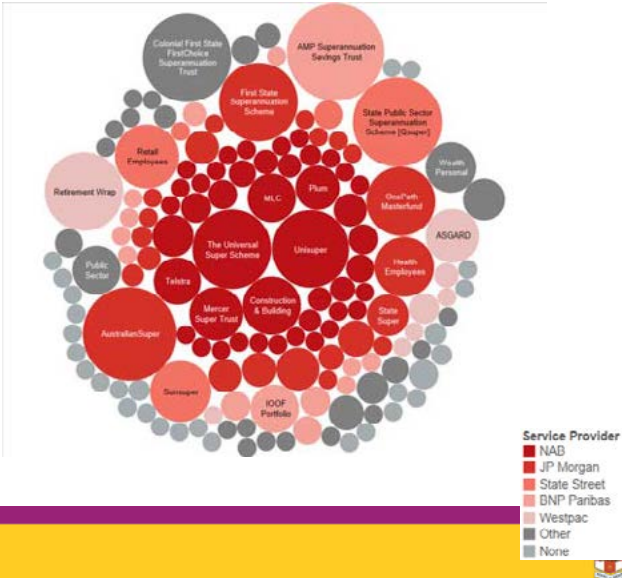 Colonial First State
FirstChoice
Superannuation
Trust
AMP Superannuation
Savings Trust
First State
Superannuation
Scheme
State Public Sector
Superannuation
Scheme [Qsuper]
Retail
Employees
Wealth
Personal
Retirement Wrap
MLC
Plum
OnePath
Masterfund
ASGARD
The Universal
Super Scheme
Unisuper
Public
Sector
Telstra
Health
Employees
Mercer
Super Trust
Construction
& Building
State
Super
AustralianSuper
Sunsuper
IOOF
Portfolio
Service Provider
NAB
JP Morgan
State Street
BNP Paribas
Westpac
Other
None